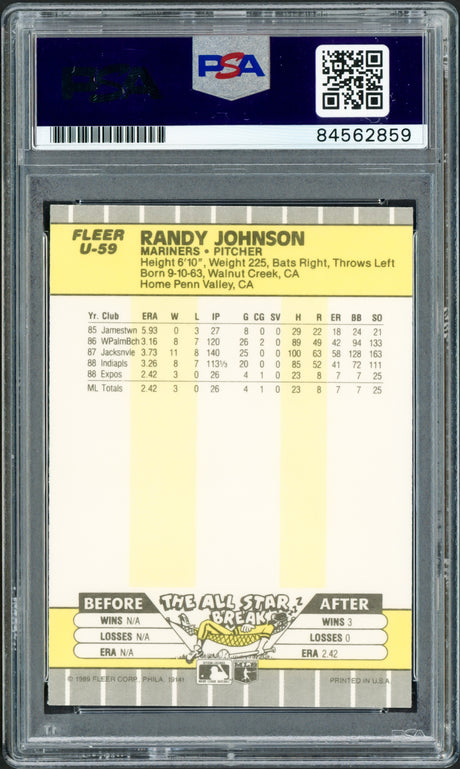 PSA
PSA
84562859
FLEER
U-59
RANDY JOHNSON
MARINERS • PITCHER
Height 6'10", Weight 225, Bats Right, Throws Left
Born 9-10-63, Walnut Creek, CA
Home Penn Valley, CA
Yr. Club ERA W L IP G CG SV H R ER BB SO
85 Jamestwn 5.93 0 3 27 8 0 0 29 22 18 24 21
86 WPalmBch 3.16 8 7 120 26 2 0 89 49 42 94 133
87 Jacksnvle 3.73 11 8 140 25 0 0 100 63 58 128 163
88 Indiapls 3.26 8 7 113⅓ 20 0 0 85 52 41 72 111
88 Expos 2.42 3 0 26 4 1 0 23 8 7 7 25
ML Totals 2.42 3 0 26 4 1 0 23 8 7 7 25
BEFORE THE ALL STAR BREAK AFTER
WINS N/A WINS 3
LOSSES N/A LOSSES 0
ERA N/A ERA 2.42
© 1989 FLEER CORP., PHILA. 19141 PRINTED IN U.S.A.